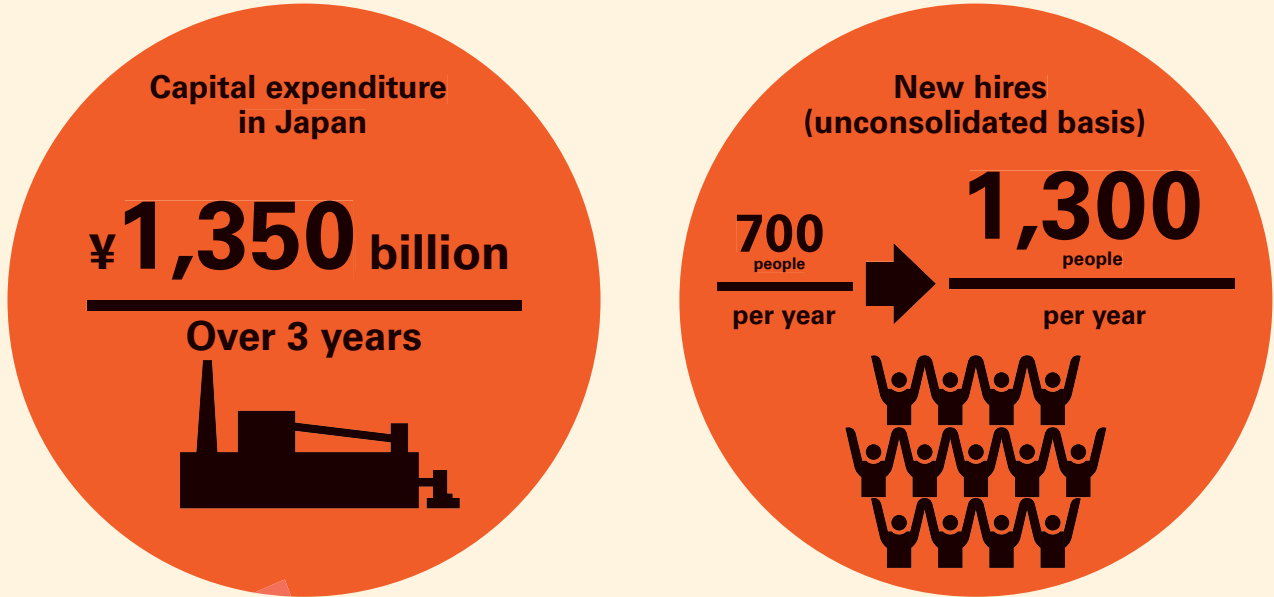 Capital expenditure
in Japan
¥1,350 billion
Over 3 years
New hires
(unconsolidated basis)
700
people
per year
1,300
people
per year